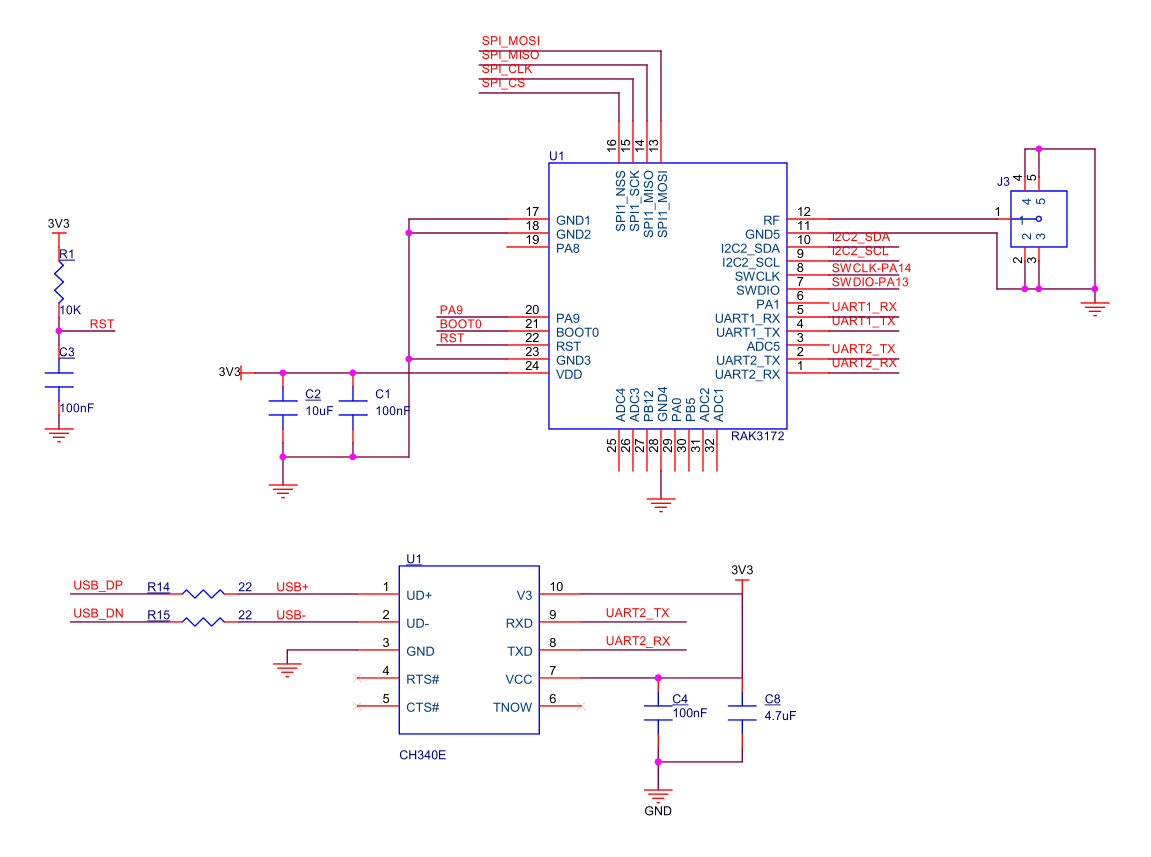 SPI_MOSI
SPI_MISO
SPI_CLK
SPI_CS
16
15
14
13
U1
SPI1_NSS
SPI1_SCK
SPI1_MISO
SPI1_MOSI
17 GND1
18 GND2
19 PA8
PA9 20 PA9
BOOT0 21 BOOT0
RST 22 RST
23 GND3
24 VDD
RF 12
GND5 11
I2C2_SDA 10 I2C2_SDA
I2C2_SCL 9 I2C2_SCL
SWCLK 8 SWCLK-PA14
SWDIO 7 SWDIO-PA13
PA1 6
UART1_RX 5 UART1_RX
UART1_TX 4 UART1_TX
ADC5 3
UART2_TX 2 UART2_TX
UART2_RX 1 UART2_RX
ADC4
ADC3
PB12
GND4
PA0
PB5
ADC2
ADC1
RAK3172
25
26
27
28
29
30
31
32
J3
4
5
4
5
1
1
2
3
2
3
3V3
R1
10K
RST
C3
100nF
3V3
C2
10uF
C1
100nF
U1
USB_DP R14 22 USB+ 1 UD+
USB_DN R15 22 USB- 2 UD-
3 GND
4 RTS#
5 CTS#
V3 10
RXD 9 UART2_TX
TXD 8 UART2_RX
VCC 7
TNOW 6
CH340E
3V3
C4
100nF
C8
4.7uF
GND